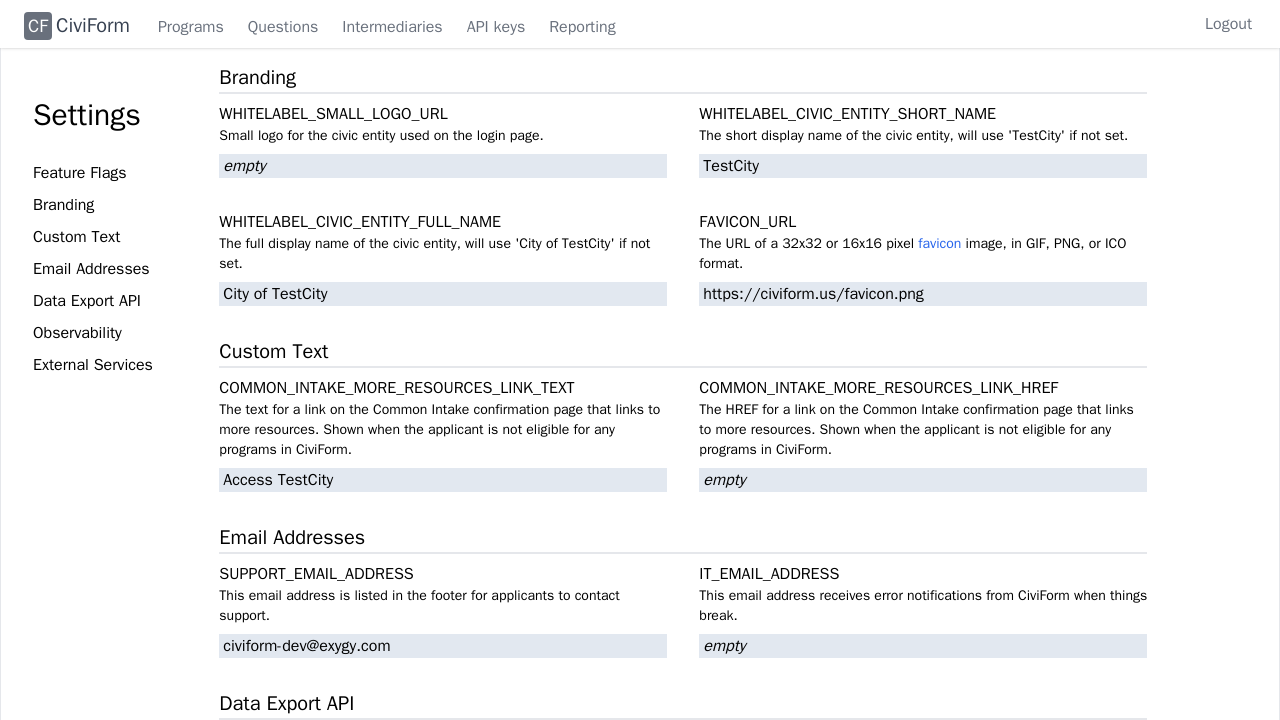 CF CiviForm Programs Questions Intermediaries API keys Reporting Logout
Settings
Feature Flags
Branding
Custom Text
Email Addresses
Data Export API
Observability
External Services
Branding
WHITELABEL_SMALL_LOGO_URL
Small logo for the civic entity used on the login page.
empty
WHITELABEL_CIVIC_ENTITY_SHORT_NAME
The short display name of the civic entity, will use 'TestCity' if not set.
TestCity
WHITELABEL_CIVIC_ENTITY_FULL_NAME
The full display name of the civic entity, will use 'City of TestCity' if not
set.
City of TestCity
FAVICON_URL
The URL of a 32x32 or 16x16 pixel favicon image, in GIF, PNG, or ICO
format.
https://civiform.us/favicon.png
Custom Text
COMMON_INTAKE_MORE_RESOURCES_LINK_TEXT
The text for a link on the Common Intake confirmation page that links to
more resources. Shown when the applicant is not eligible for any
programs in CiviForm.
Access TestCity
COMMON_INTAKE_MORE_RESOURCES_LINK_HREF
The HREF for a link on the Common Intake confirmation page that links
to more resources. Shown when the applicant is not eligible for any
programs in CiviForm.
empty
Email Addresses
SUPPORT_EMAIL_ADDRESS
This email address is listed in the footer for applicants to contact
support.
civiform-dev@exygy.com
IT_EMAIL_ADDRESS
This email address receives error notifications from CiviForm when things
break.
empty
Data Export API